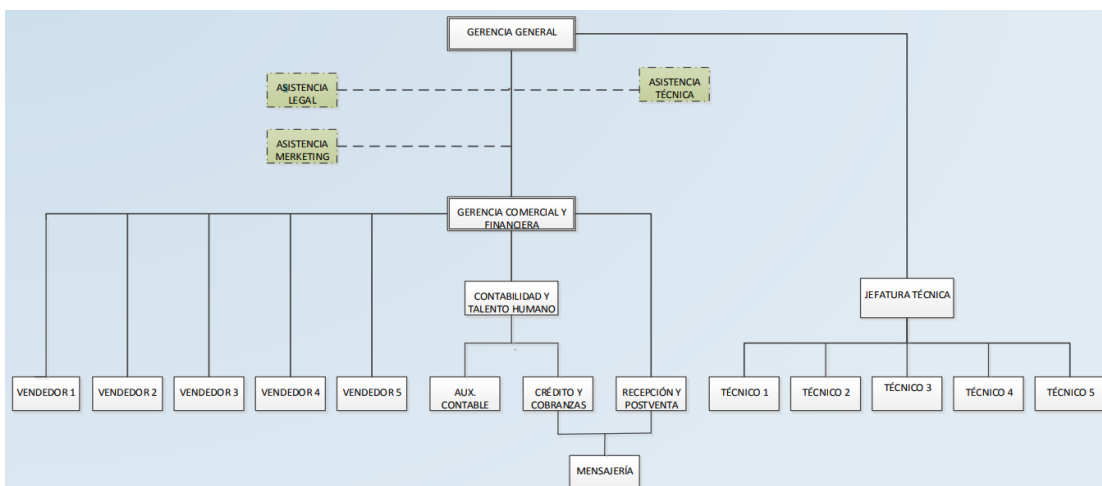 GERENCIA GENERAL
ASISTENCIA
LEGAL
ASISTENCIA
TÉCNICA
ASISTENCIA
MERKETING
GERENCIA COMERCIAL Y
FINANCIERA
CONTABILIDAD Y
TALENTO HUMANO
JEFATURA TÉCNICA
VENDEDOR 1
VENDEDOR 2
VENDEDOR 3
VENDEDOR 4
VENDEDOR 5
AUX.
CONTABLE
CRÉDITO Y
COBRANZAS
RECEPCIÓN Y
POSTVENTA
TÉCNICO 1
TÉCNICO 2
TÉCNICO 3
TÉCNICO 4
TÉCNICO 5
MENSAJERÍA